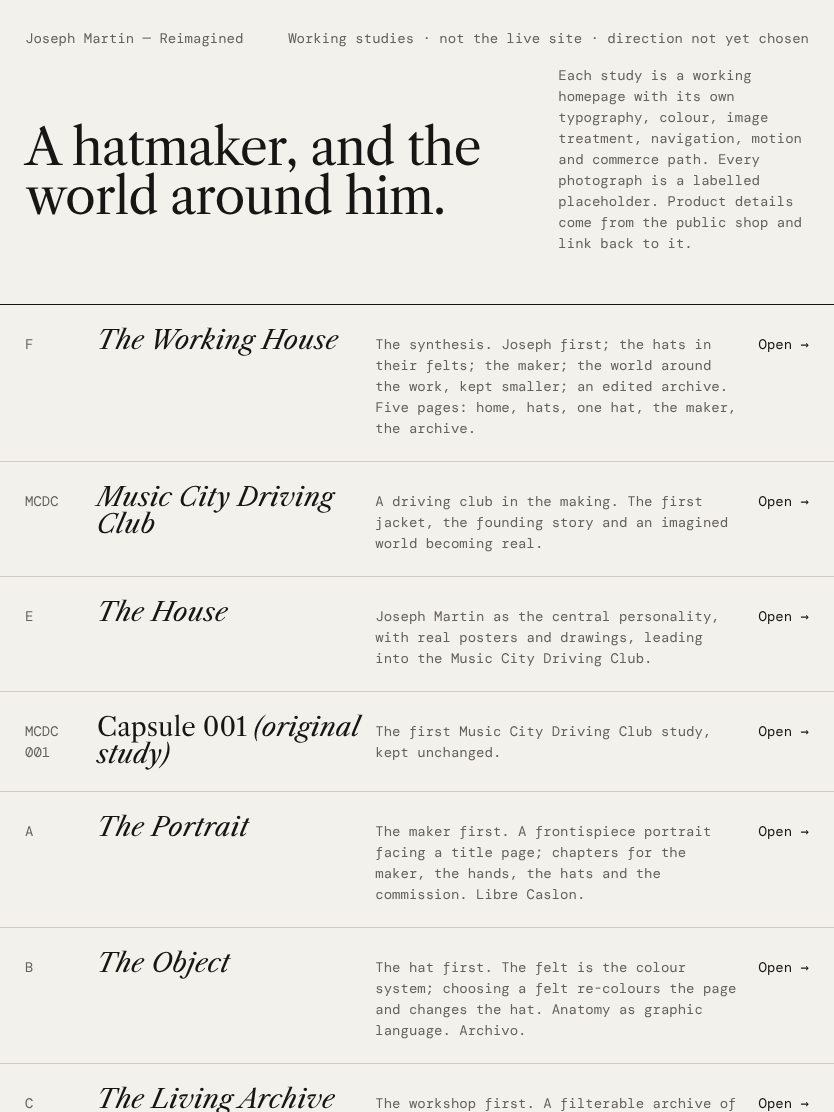 Joseph Martin — Reimagined
Working studies · not the live site · direction not yet chosen
A hatmaker, and the
world around him.
Each study is a working
homepage with its own
typography, colour, image
treatment, navigation, motion
and commerce path. Every
photograph is a labelled
placeholder. Product details
come from the public shop and
link back to it.
F
The Working House
The synthesis. Joseph first; the hats in
their felts; the maker; the world around
the work, kept smaller; an edited archive.
Five pages: home, hats, one hat, the maker,
the archive.
Open →
MCDC
Music City Driving
Club
A driving club in the making. The first
jacket, the founding story and an imagined
world becoming real.
Open →
E
The House
Joseph Martin as the central personality,
with real posters and drawings, leading
into the Music City Driving Club.
Open →
MCDC
001
Capsule 001 (original
study)
The first Music City Driving Club study,
kept unchanged.
Open →
A
The Portrait
The maker first. A frontispiece portrait
facing a title page; chapters for the
maker, the hands, the hats and the
commission. Libre Caslon.
Open →
B
The Object
The hat first. The felt is the colour
system; choosing a felt re-colours the page
and changes the hat. Anatomy as graphic
language. Archivo.
Open →
C
The Living Archive
The workshop first. A filterable archive of
Open →